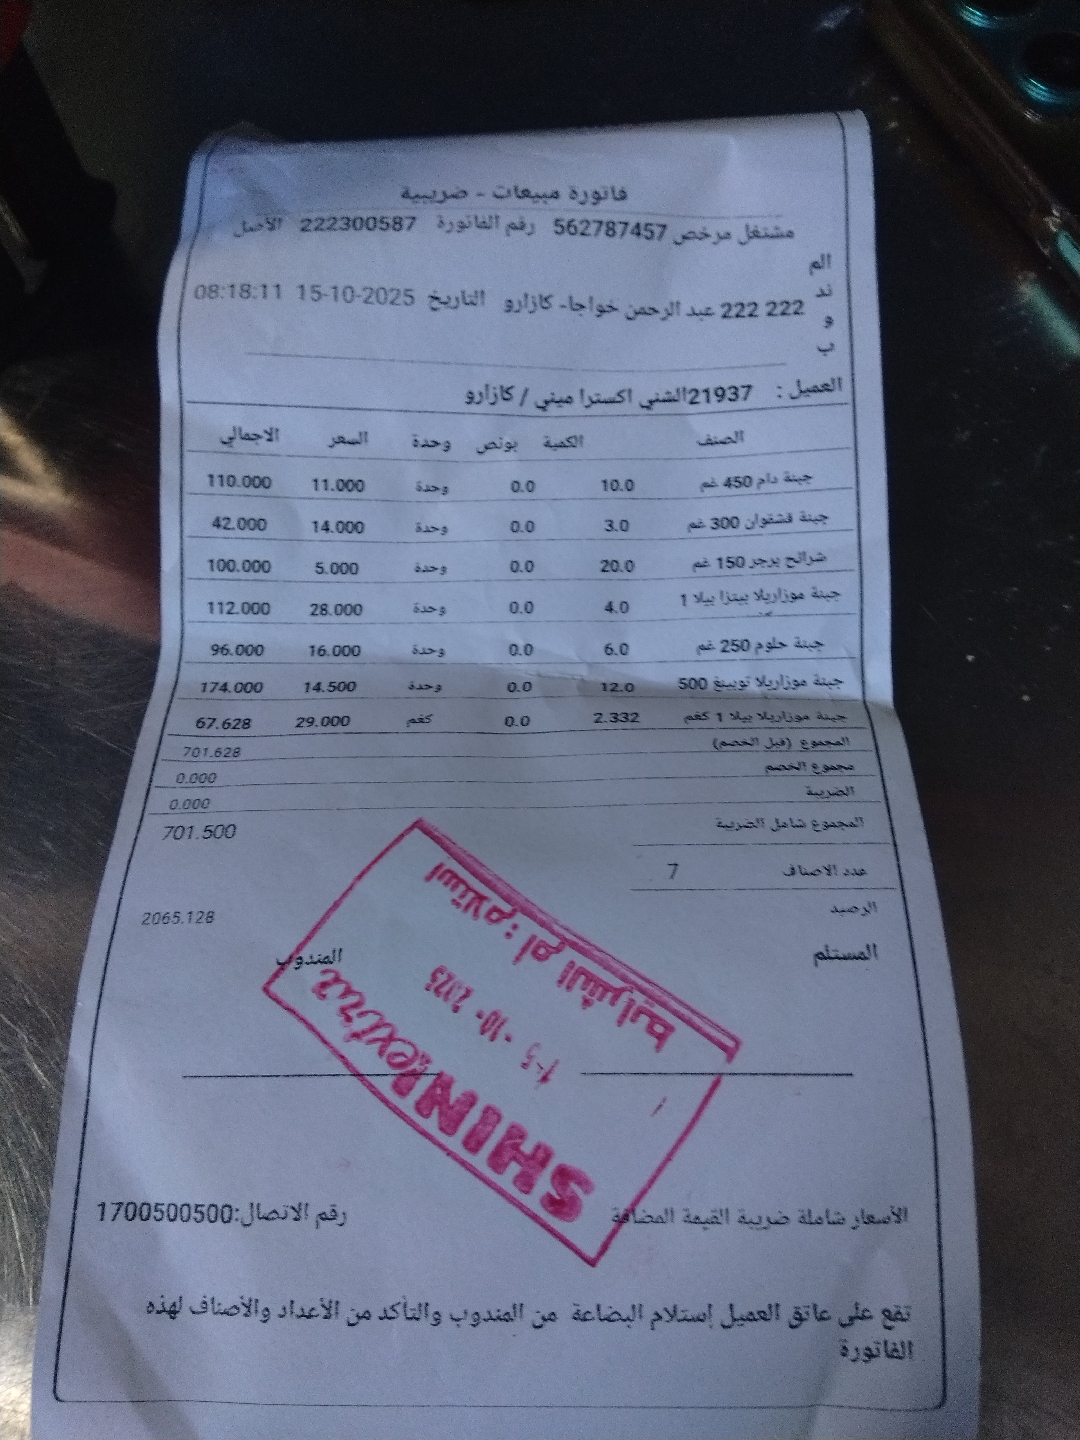 فاتورة مبيعات - ضريبية
مشتغل مرخص 562787457 رقم الفاتورة 222300587 الأصل
المندوب 222 222 عبد الرحمن خواجا- كازارو التاريخ 15-10-2025 08:18:11
العميل : 21937الشني اكسترا ميني / كازارو
الصنف الكمية بونص وحدة السعر الاجمالي
جبنة دام 450 غم 10.0 0.0 وحدة 11.000 110.000
جبنة قشقوان 300 غم 3.0 0.0 وحدة 14.000 42.000
شرائح برجر 150 غم 20.0 0.0 وحدة 5.000 100.000
جبنة موزاريلا بيتزا بيلا 1 4.0 0.0 وحدة 28.000 112.000
جبنة حلوم 250 غم 6.0 0.0 وحدة 16.000 96.000
جبنة موزاريلا توبينغ 500 12.0 0.0 وحدة 14.500 174.000
جبنة موزاريلا بيلا 1 كغم 2.332 0.0 كغم 29.000 67.628
المجموع (قبل الخصم) 701.628
مجموع الخصم 0.000
الضريبة 0.000
المجموع شامل الضريبة 701.500
عدد الاصناف 7
الرصيد 2065.128
المستلم المندوب
SHINI extra
15 - 10 - 2025
استلام : ام الشرايط
الأسعار شاملة ضريبة القيمة المضافة رقم الاتصال:1700500500
تقع على عاتق العميل إستلام البضاعة من المندوب والتأكد من الأعداد والأصناف لهذه
الفاتورة